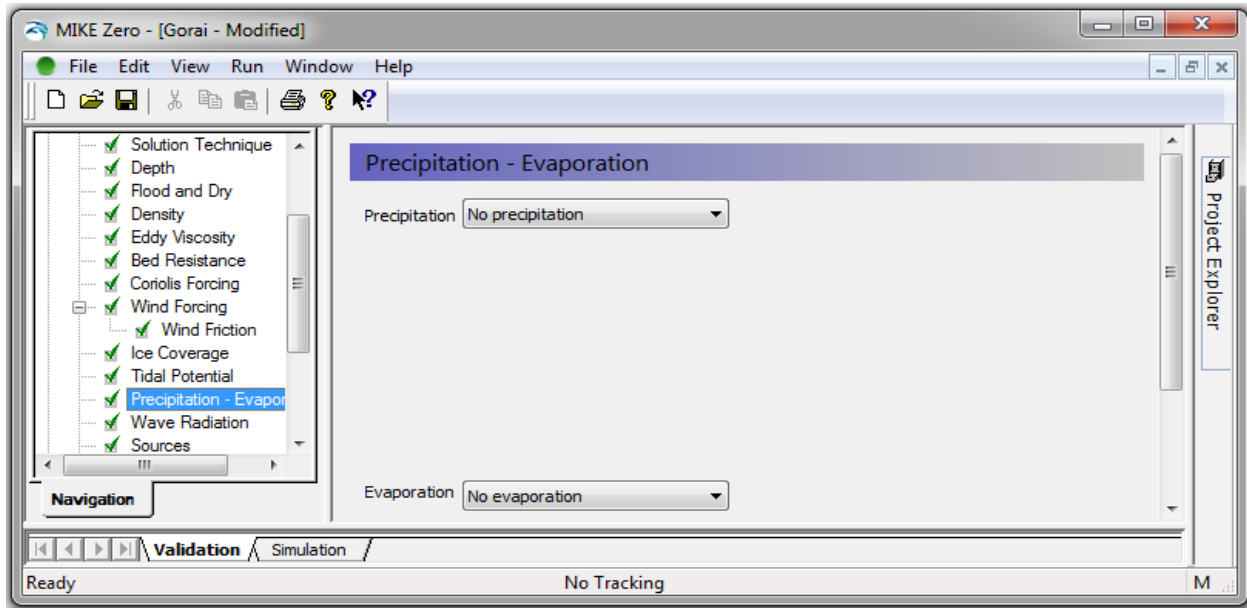 MIKE Zero - [Gorai - Modified]
File Edit View Run Window Help
Solution Technique
Depth
Flood and Dry
Density
Eddy Viscosity
Bed Resistance
Coriolis Forcing
Wind Forcing
Wind Friction
Ice Coverage
Tidal Potential
Precipitation - Evapor
Wave Radiation
Sources
Navigation
Precipitation - Evaporation
Precipitation No precipitation
Evaporation No evaporation
Project Explorer
Validation Simulation
Ready No Tracking M